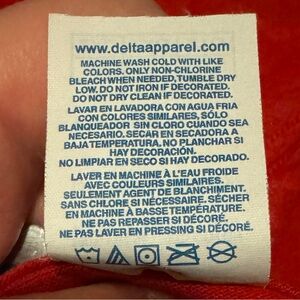 www.deltaapparel.com
MACHINE WASH COLD WITH LIKE
COLORS. ONLY NON-CHLORINE
BLEACH WHEN NEEDED, TUMBLE DRY
LOW. DO NOT IRON IF DECORATED.
DO NOT DRY CLEAN IF DECORATED.
LAVAR EN LAVADORA CON AGUA FRIA
CON COLORES SIMILARES, SÓLO
BLANQUEADOR SIN CLORO CUANDO SEA
NECESARIO. SECAR EN SECADORA A
BAJA TEMPERATURA. NO PLANCHAR SI
HAY DECORACIÓN.
NO LIMPIAR EN SECO SI HAY DECORADO.
LAVER EN MACHINE À L'EAU FROIDE
AVEC COULEURS SIMILAIRES.
SEULEMENT AGENT DE BLANCHIMENT.
SANS CHLORE SI NÉCESSAIRE. SÉCHER
EN MACHINE À BASSE TEMPÉRATURE.
NE PAS REPASSER SI DÉCORÉ.
NE PAS LAVER EN PRESSING SI DÉCORÉ.